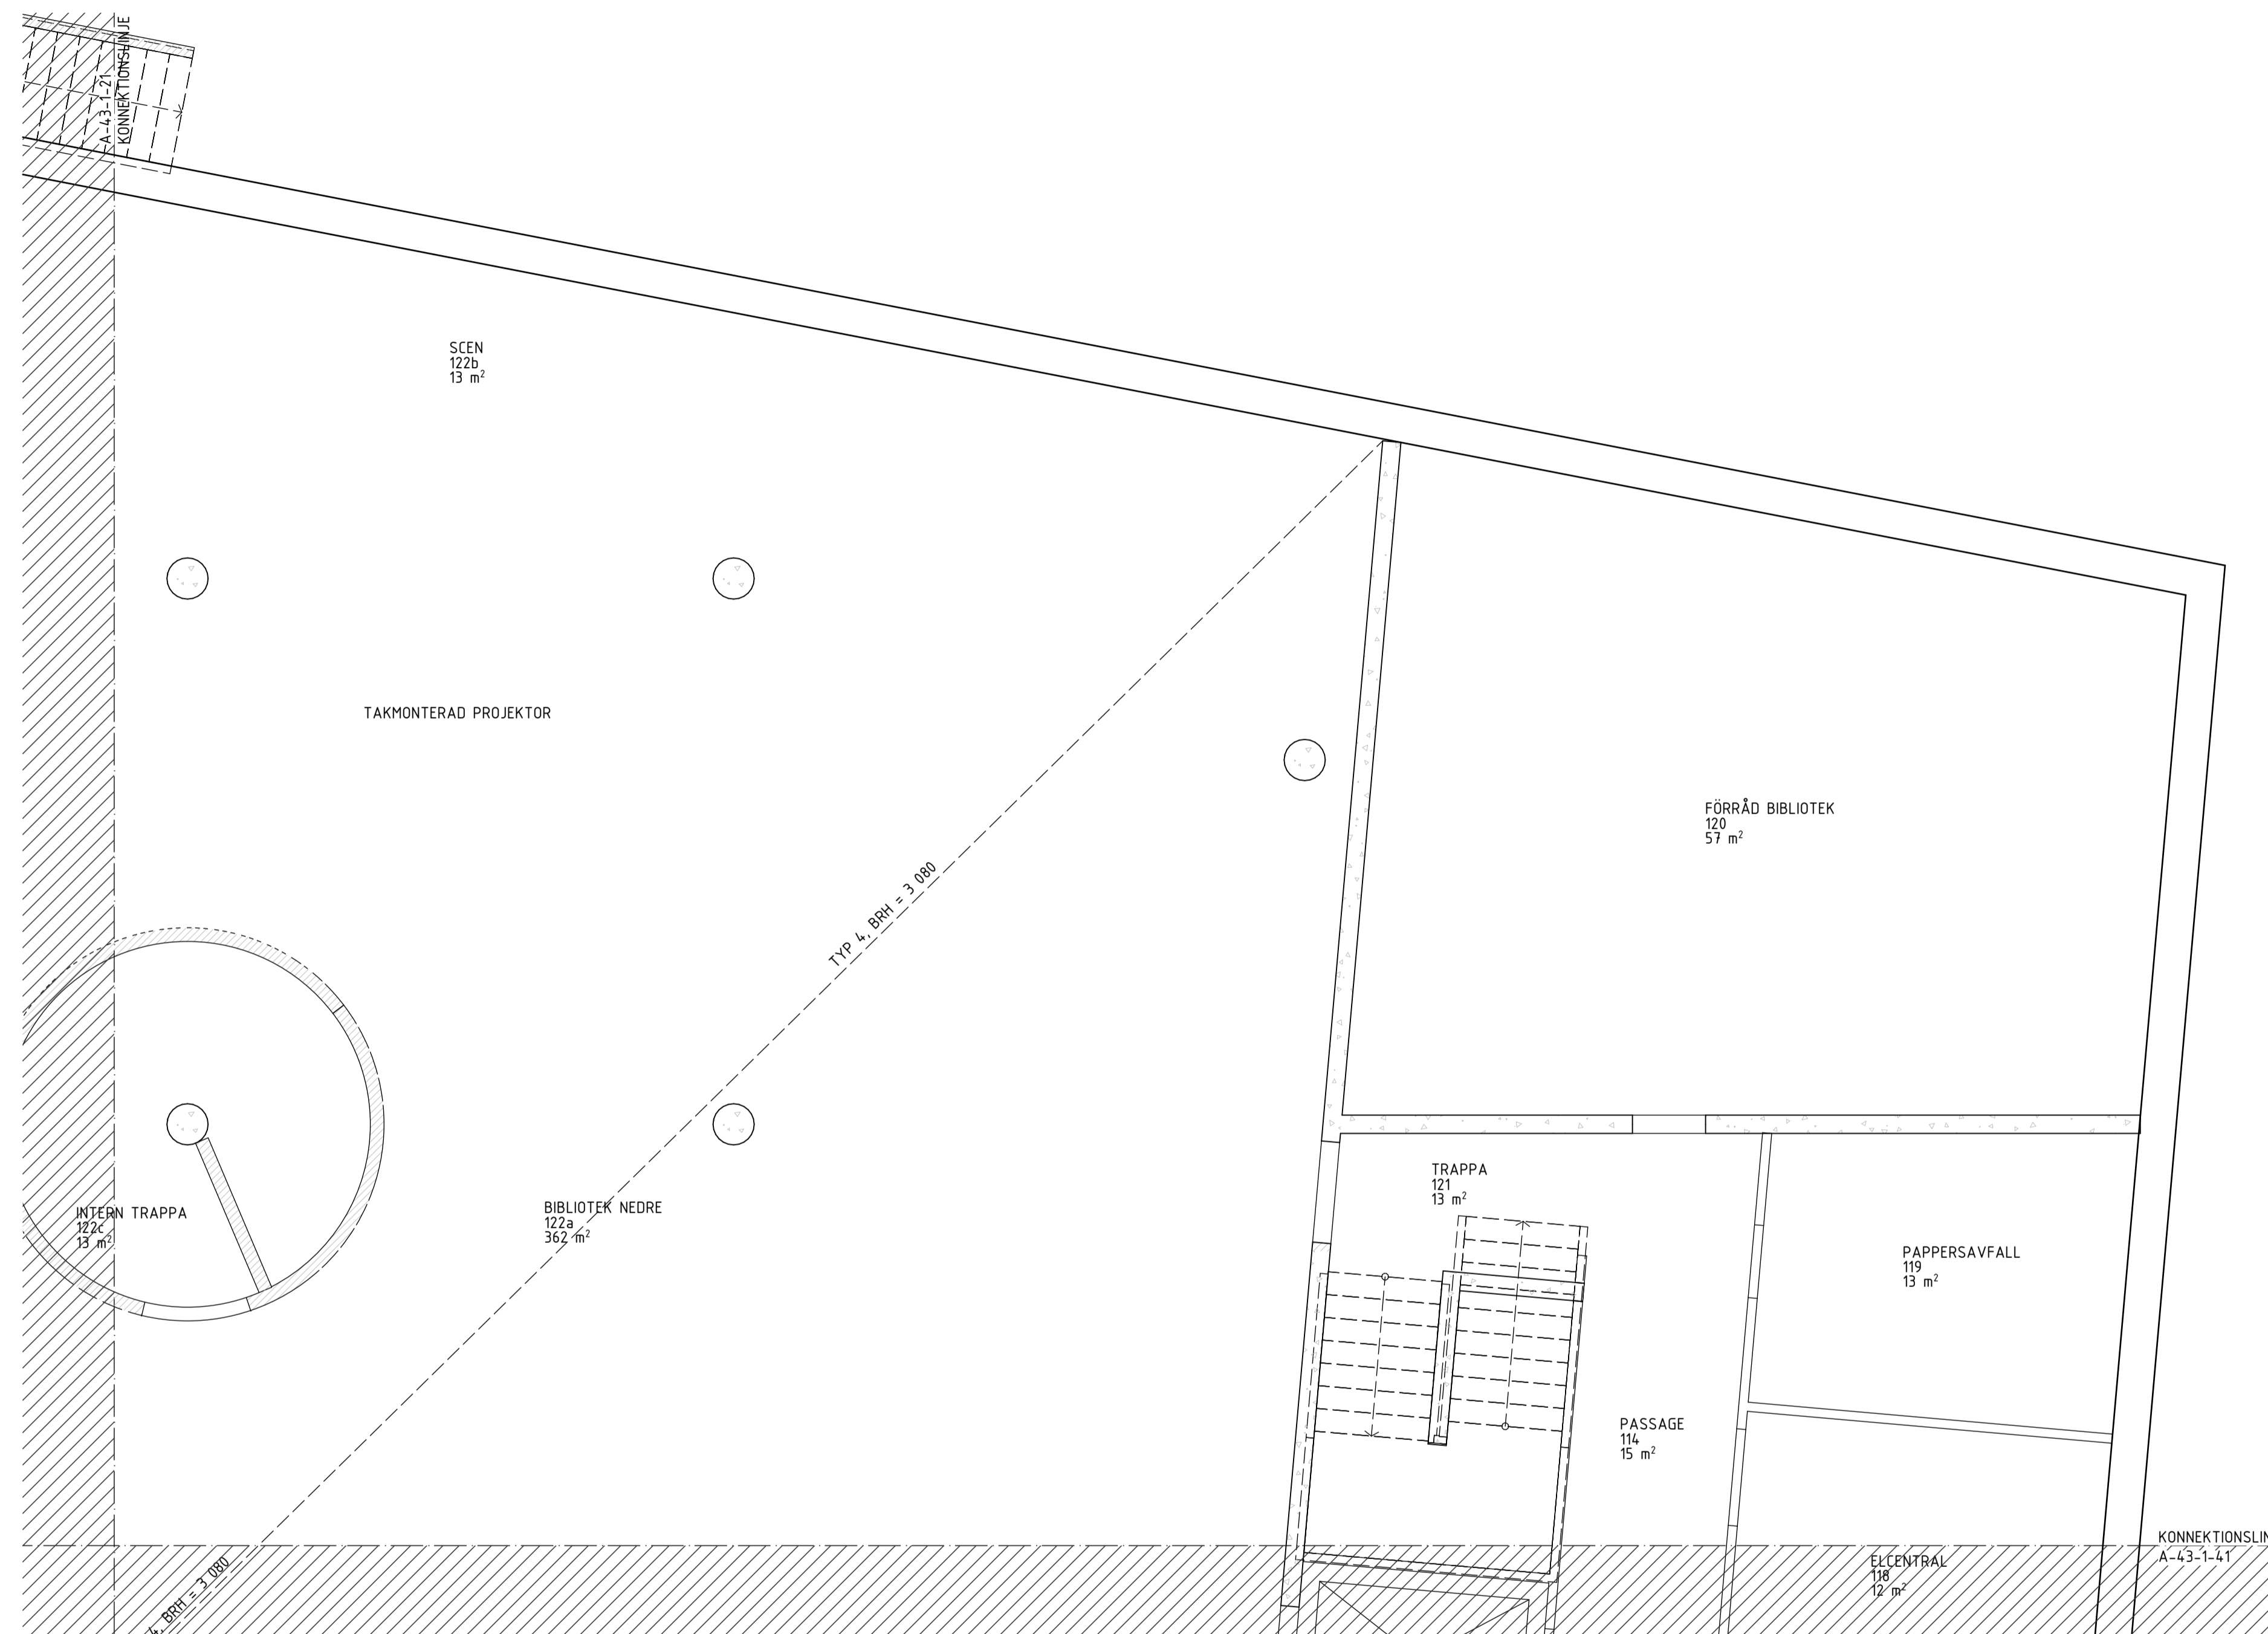 A-43-1-21
KONNEKTIONSLINJE
SCEN
122b
13 m²
TAKMONTERAD PROJEKTOR
FÖRRÅD BIBLIOTEK
120
57 m²
TYP 4, BRH = 3 080
TRAPPA
121
13 m²
INTERN TRAPPA
122c
13 m²
BIBLIOTEK NEDRE
122a
362 m²
PAPPERSAVFALL
119
13 m²
PASSAGE
114
15 m²
KONNEKTIONSLIN
A-43-1-41
ELCENTRAL
118
12 m²
BRH = 3 080